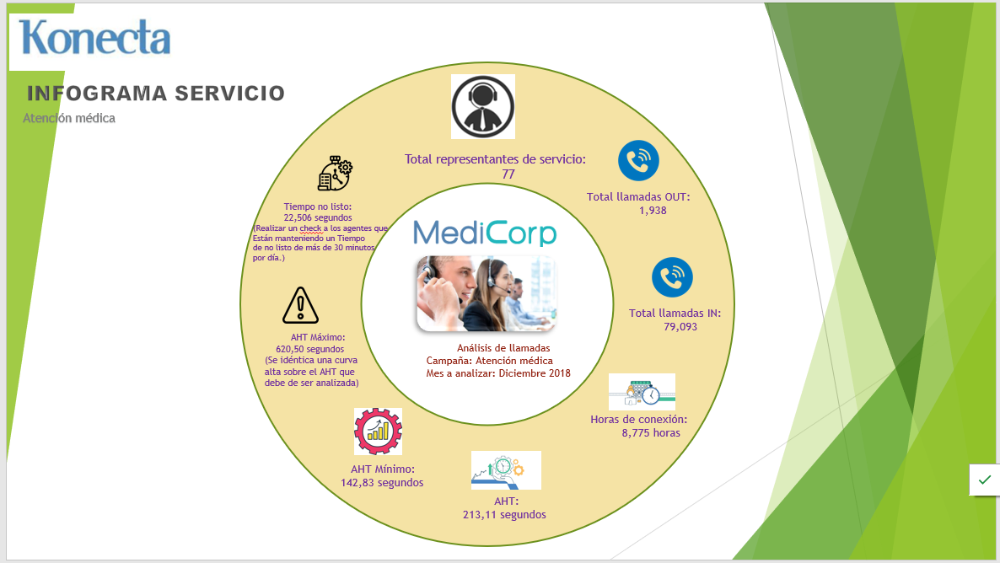 Konecta
INFOGRAMA SERVICIO
Atención médica
Total representantes de servicio:
77
Total llamadas OUT:
1,938
Total llamadas IN:
79,093
Horas de conexión:
8,775 horas
AHT:
213,11 segundos
AHT Mínimo:
142,83 segundos
AHT Máximo:
620,50 segundos
(Se idéntica una curva
alta sobre el AHT que
debe de ser analizada)
Tiempo no listo:
22,506 segundos
(Realizar un check a los agentes que
Están manteniendo un Tiempo
de no listo de más de 30 minutos
por día.)
MediCorp
Análisis de llamadas
Campaña: Atención médica
Mes a analizar: Diciembre 2018